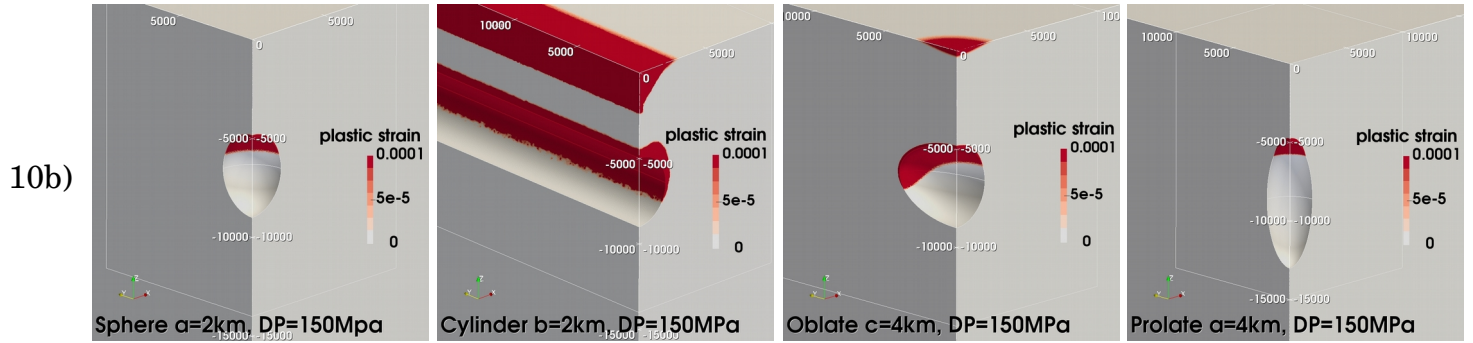 10b)
5000
5000
0
-5000
-5000
-10000
-10000
-15000
-15000
plastic strain
0.0001
5e-5
0
Z
Y
X
Sphere a=2km, DP=150Mpa
10000
5000
5000
0
-5000
-5000
-10000
-10000
-15000
-15000
plastic strain
0.0001
5e-5
0
Z
Y
X
Cylinder b=2km, DP=150MPa
0000
5000
5000
100
0
-5000
-5000
-10000
-10000
plastic strain
0.0001
5e-5
0
Z
Y
X
Oblate c=4km, DP=150MPa
10000
5000
5000
10000
0
-5000
-5000
-10000
-10000
-15000
-15000
plastic strain
0.0001
5e-5
0
Z
Y
X
Prolate a=4km, DP=150MPa